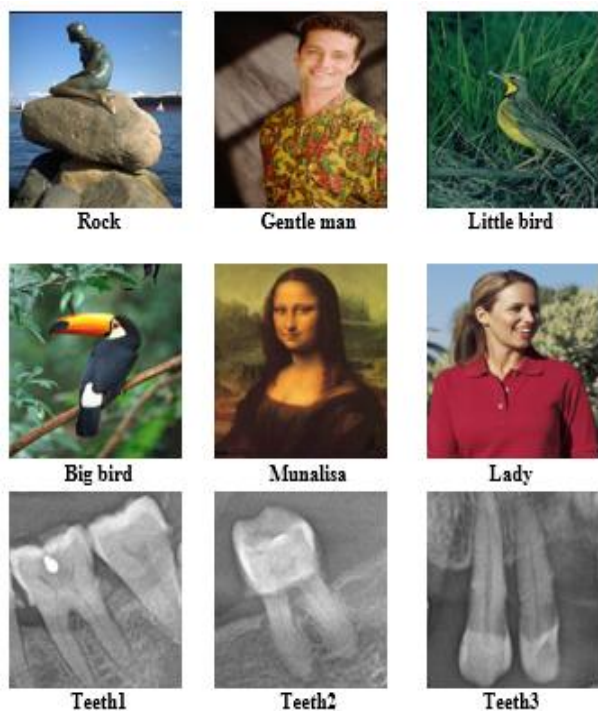 Rock
Gentle man
Little bird
Big bird
Munalisa
Lady
Teeth1
Teeth2
Teeth3